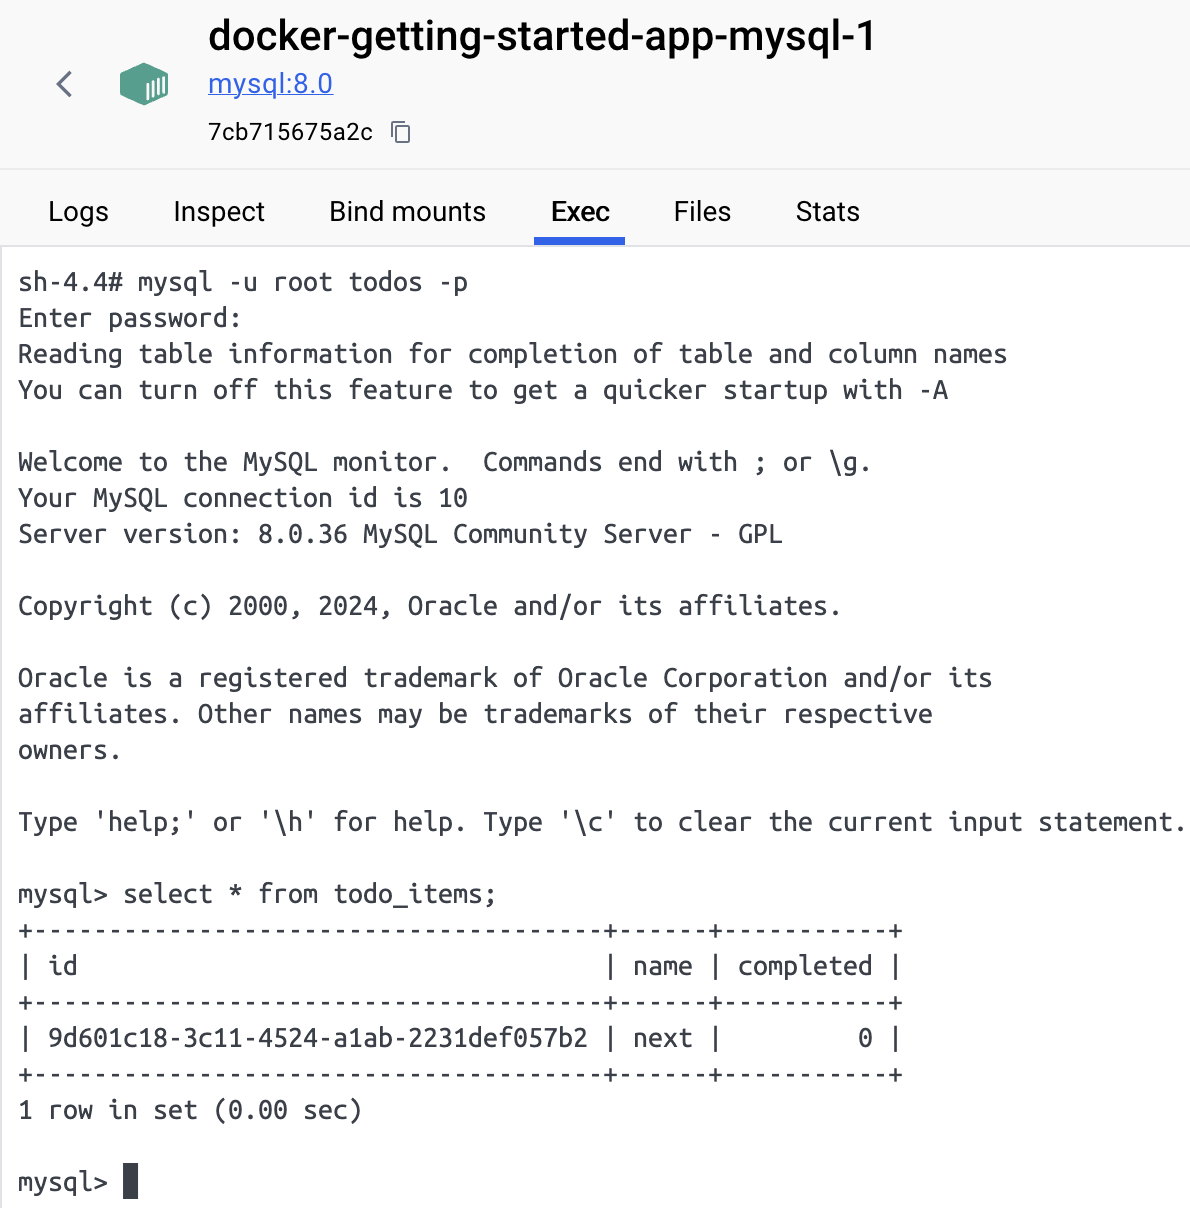 docker-getting-started-app-mysql-1
mysql:8.0
7cb715675a2c
Logs Inspect Bind mounts Exec Files Stats
sh-4.4# mysql -u root todos -p
Enter password:
Reading table information for completion of table and column names
You can turn off this feature to get a quicker startup with -A
Welcome to the MySQL monitor.  Commands end with ; or \g.
Your MySQL connection id is 10
Server version: 8.0.36 MySQL Community Server - GPL
Copyright (c) 2000, 2024, Oracle and/or its affiliates.
Oracle is a registered trademark of Oracle Corporation and/or its
affiliates. Other names may be trademarks of their respective
owners.
Type 'help;' or '\h' for help. Type '\c' to clear the current input statement.
mysql> select * from todo_items;
+--------------------------------------+------+-----------+
| id                                   | name | completed |
+--------------------------------------+------+-----------+
| 9d601c18-3c11-4524-a1ab-2231def057b2 | next |         0 |
+--------------------------------------+------+-----------+
1 row in set (0.00 sec)
mysql>